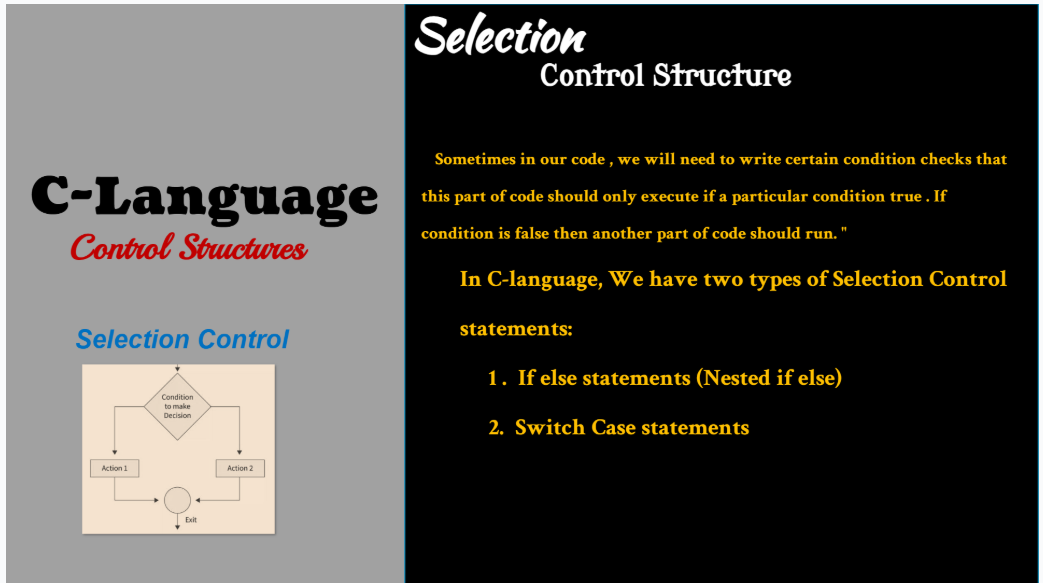 C-Language
Control Structures
Selection Control
Condition
to make
Decision
Action 1
Action 2
Exit
Selection
Control Structure
Sometimes in our code , we will need to write certain condition checks that
this part of code should only execute if a particular condition true . If
condition is false then another part of code should run. "
In C-language, We have two types of Selection Control
statements:
1. If else statements (Nested if else)
2. Switch Case statements